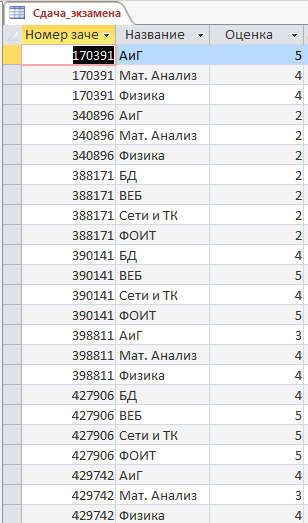 Сдача_экзамена
Номер заче Название Оценка
170391 АиГ 5
170391 Мат. Анализ 4
170391 Физика 4
340896 АиГ 2
340896 Мат. Анализ 2
340896 Физика 2
388171 БД 2
388171 ВЕБ 2
388171 Сети и ТК 2
388171 ФОИТ 2
390141 БД 4
390141 ВЕБ 5
390141 Сети и ТК 4
390141 ФОИТ 5
398811 АиГ 3
398811 Мат. Анализ 4
398811 Физика 4
427906 БД 4
427906 ВЕБ 5
427906 Сети и ТК 5
427906 ФОИТ 5
429742 АиГ 4
429742 Мат. Анализ 3
429742 Физика 4